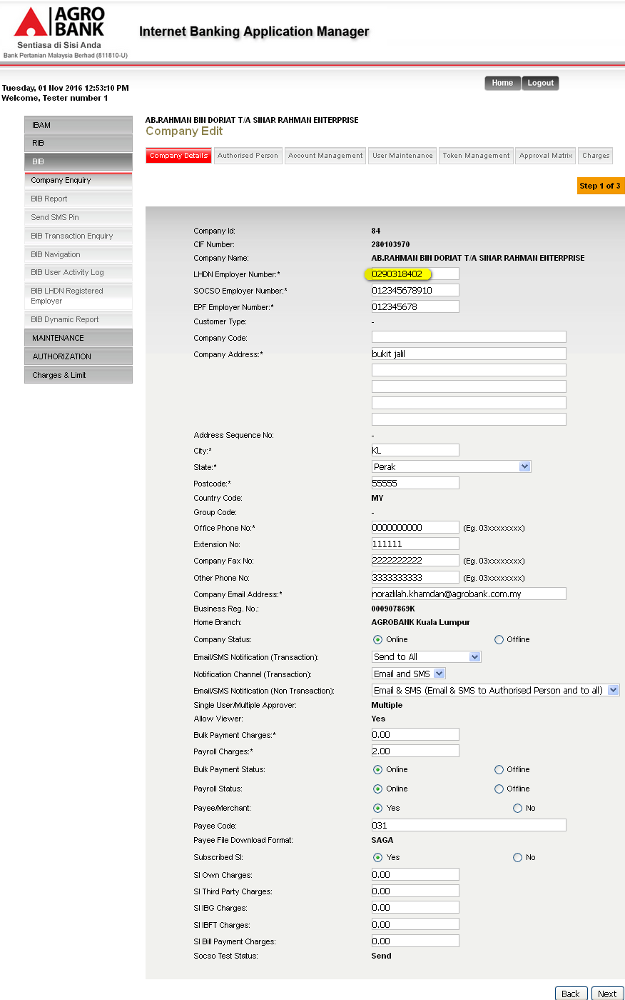 AGRO
BANK
Sentiasa di Sisi Anda
Bank Pertanian Malaysia Berhad (811810-U)
Internet Banking Application Manager
Tuesday, 01 Nov 2016 12:53:10 PM
Welcome, Tester number 1
Home Logout
IBAM
RIB
BIB
Company Enquiry
BIB Report
Send SMS Pin
BIB Transaction Enquiry
BIB Navigation
BIB User Activity Log
BIB LHDN Registered
Employer
BIB Dynamic Report
MAINTENANCE
AUTHORIZATION
Charges & Limit
AB.RAHMAN BIN DORIAT T/A SINAR RAHMAN ENTERPRISE
Company Edit
Company Details Authorised Person Account Management User Maintenance Token Management Approval Matrix Charges
Step 1 of 3
Company Id: 84
CIF Number: 280103970
Company Name: AB.RAHMAN BIN DORIAT T/A SINAR RAHMAN ENTERPRISE
LHDN Employer Number:* 0290318402
SOCSO Employer Number:* 012345678910
EPF Employer Number:* 012345678
Customer Type: -
Company Code:
Company Address:* bukit jalil
Address Sequence No: -
City:* KL
State:* Perak
Postcode:* 55555
Country Code: MY
Group Code: -
Office Phone No:* 0000000000 (Eg. 03xxxxxxxx)
Extension No: 111111
Company Fax No: 2222222222 (Eg. 03xxxxxxxx)
Other Phone No: 3333333333 (Eg. 03xxxxxxxx)
Company Email Address:* norazlilah.khamdan@agrobank.com.my
Business Reg. No.: 000907869K
Home Branch: AGROBANK Kuala Lumpur
Company Status: Online Offline
Email/SMS Notification (Transaction): Send to All
Notification Channel (Transaction): Email and SMS
Email/SMS Notification (Non Transaction): Email & SMS (Email & SMS to Authorised Person and to all)
Single User/Multiple Approver: Multiple
Allow Viewer: Yes
Bulk Payment Charges:* 0.00
Payroll Charges:* 2.00
Bulk Payment Status: Online Offline
Payroll Status: Online Offline
Payee/Merchant: Yes No
Payee Code: 031
Payee File Download Format: SAGA
Subscribed SI: Yes No
SI Own Charges: 0.00
SI Third Party Charges: 0.00
SI IBG Charges: 0.00
SI IBFT Charges: 0.00
SI Bill Payment Charges: 0.00
Socso Test Status: Send
Back Next